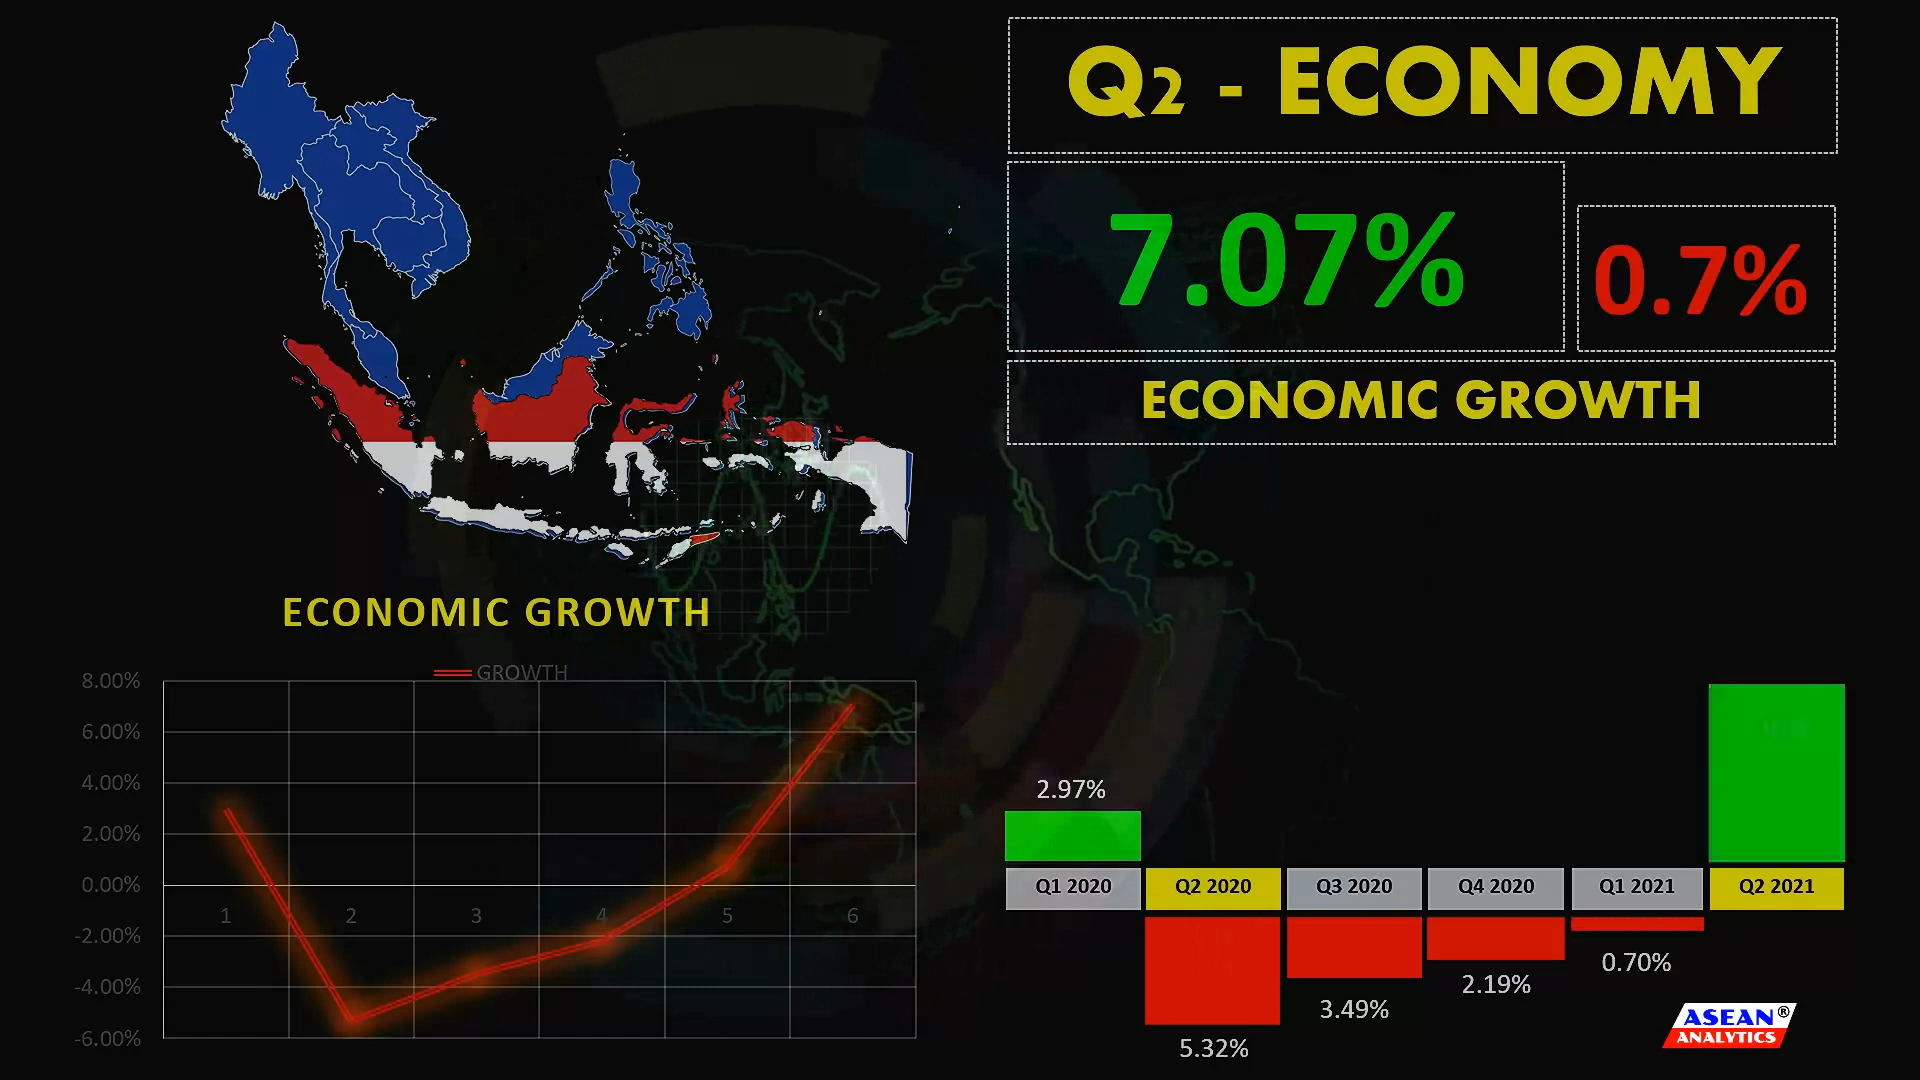 Q2 - ECONOMY
7.07%
0.7%
ECONOMIC GROWTH
ECONOMIC GROWTH
GROWTH
8.00%
6.00%
4.00%
2.00%
0.00%
-2.00%
-4.00%
-6.00%
1 2 3 4 5 6
2.97%
Q1 2020 Q2 2020 Q3 2020 Q4 2020 Q1 2021 Q2 2021
0.70%
2.19%
3.49%
5.32%
ASEAN®
ANALYTICS